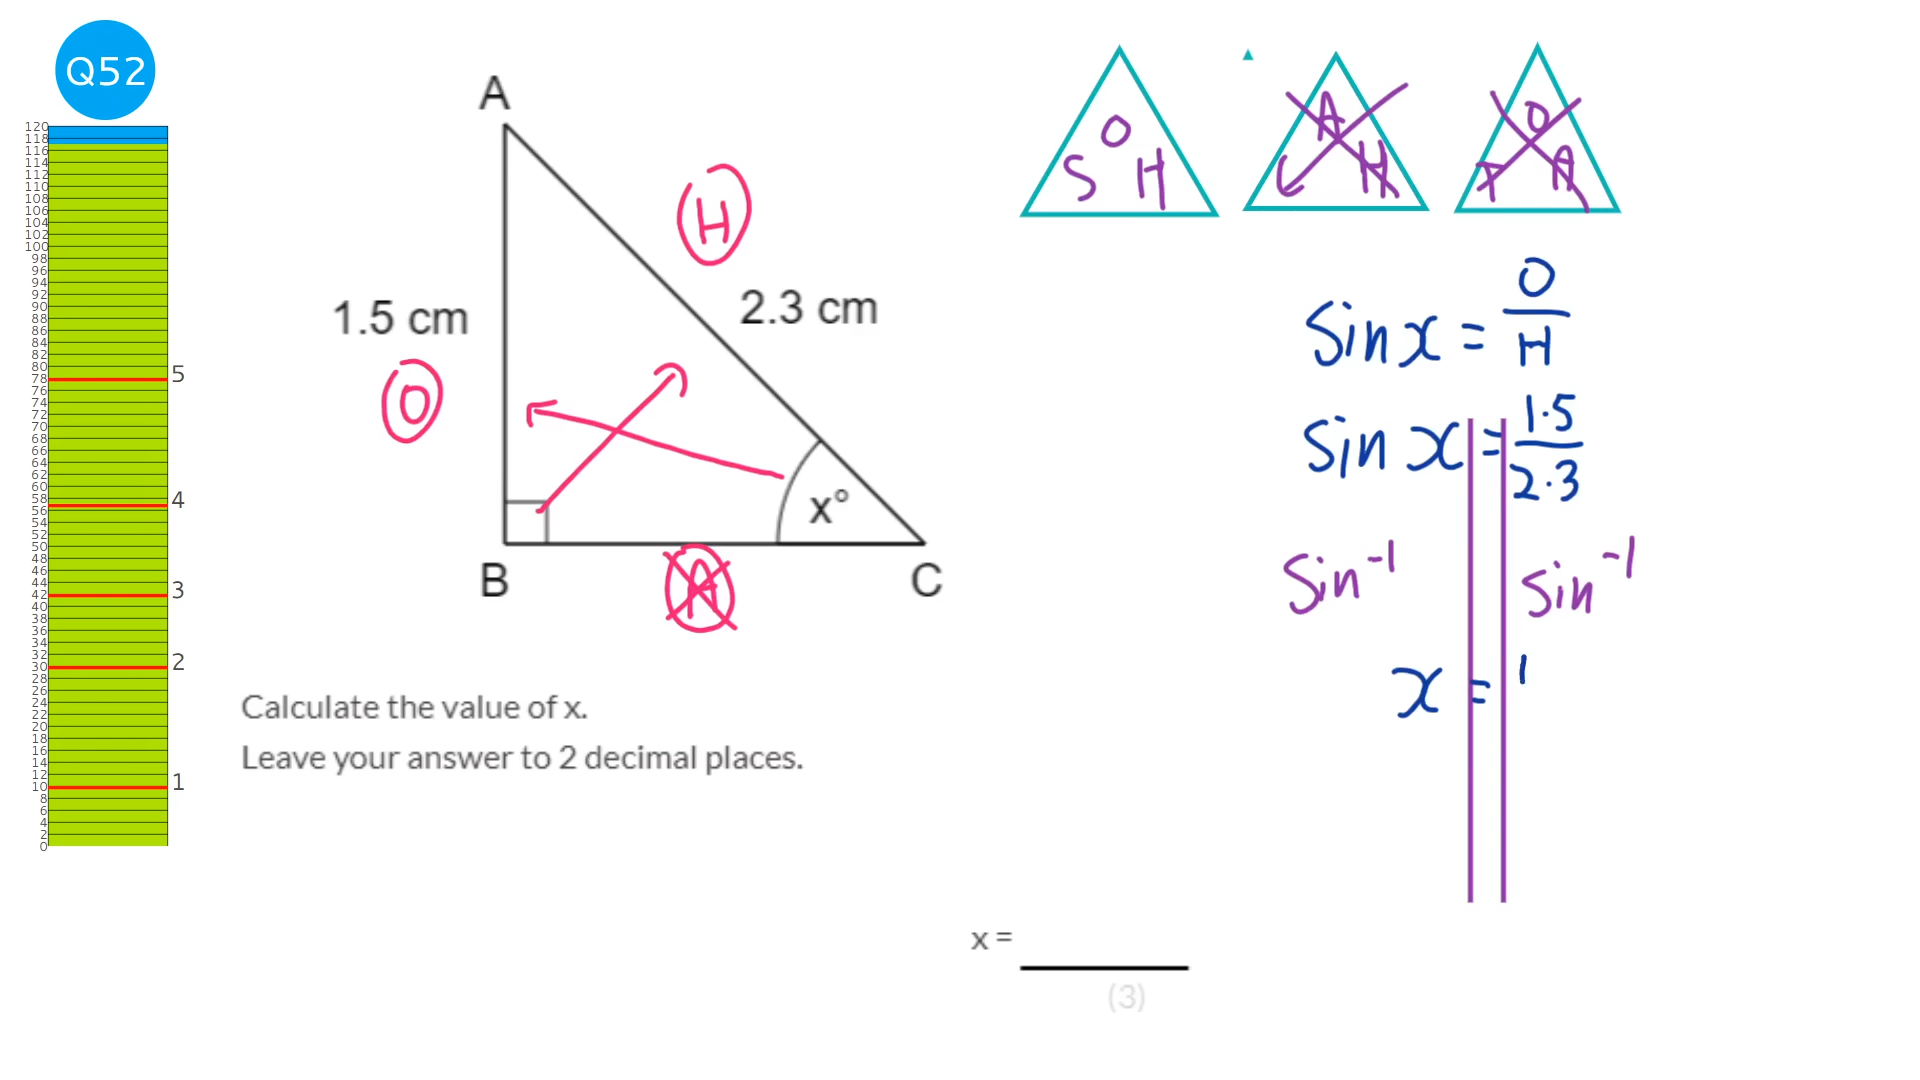 Q52
120
118
116
114
112
110
108
106
104
102
100
98
96
94
92
90
88
86
84
82
80
78
76
74
72
70
68
66
64
62
60
58
56
54
52
50
48
46
44
42
40
38
36
34
32
30
28
26
24
22
20
18
16
14
12
10
8
6
4
2
0
5
4
3
2
1
A
H
1.5 cm
2.3 cm
O
x°
B
A
C
Calculate the value of x.
Leave your answer to 2 decimal places.
O
S H
A
C H
O
T A
Sin x = O/H
Sin x = 1.5/2.3
Sin⁻¹ Sin⁻¹
x = 1
x =
(3)